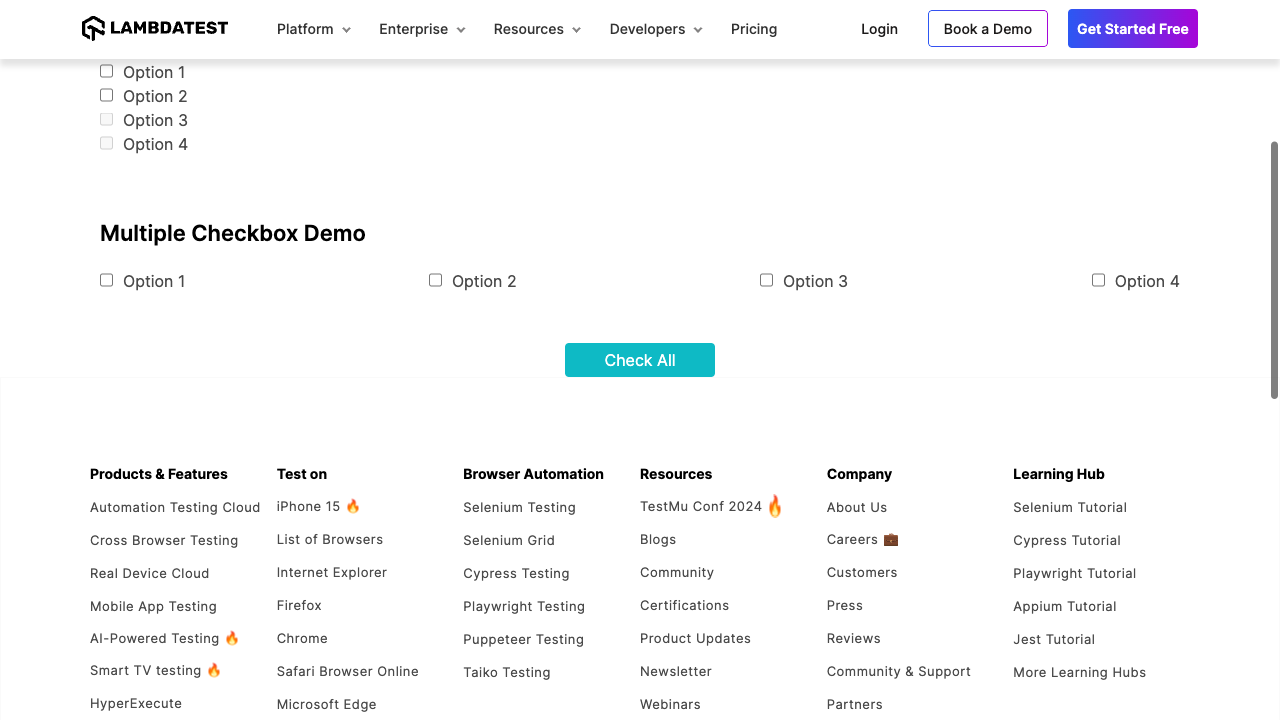 LAMBDATEST Platform Enterprise Resources Developers Pricing Login Book a Demo Get Started Free
Option 1
Option 2
Option 3
Option 4
Multiple Checkbox Demo
Option 1 Option 2 Option 3 Option 4
Check All
Products & Features
Automation Testing Cloud
Cross Browser Testing
Real Device Cloud
Mobile App Testing
AI-Powered Testing 🔥
Smart TV testing 🔥
HyperExecute
Test on
iPhone 15 🔥
List of Browsers
Internet Explorer
Firefox
Chrome
Safari Browser Online
Microsoft Edge
Browser Automation
Selenium Testing
Selenium Grid
Cypress Testing
Playwright Testing
Puppeteer Testing
Taiko Testing
Resources
TestMu Conf 2024 🔥
Blogs
Community
Certifications
Product Updates
Newsletter
Webinars
Company
About Us
Careers 💼
Customers
Press
Reviews
Community & Support
Partners
Learning Hub
Selenium Tutorial
Cypress Tutorial
Playwright Tutorial
Appium Tutorial
Jest Tutorial
More Learning Hubs